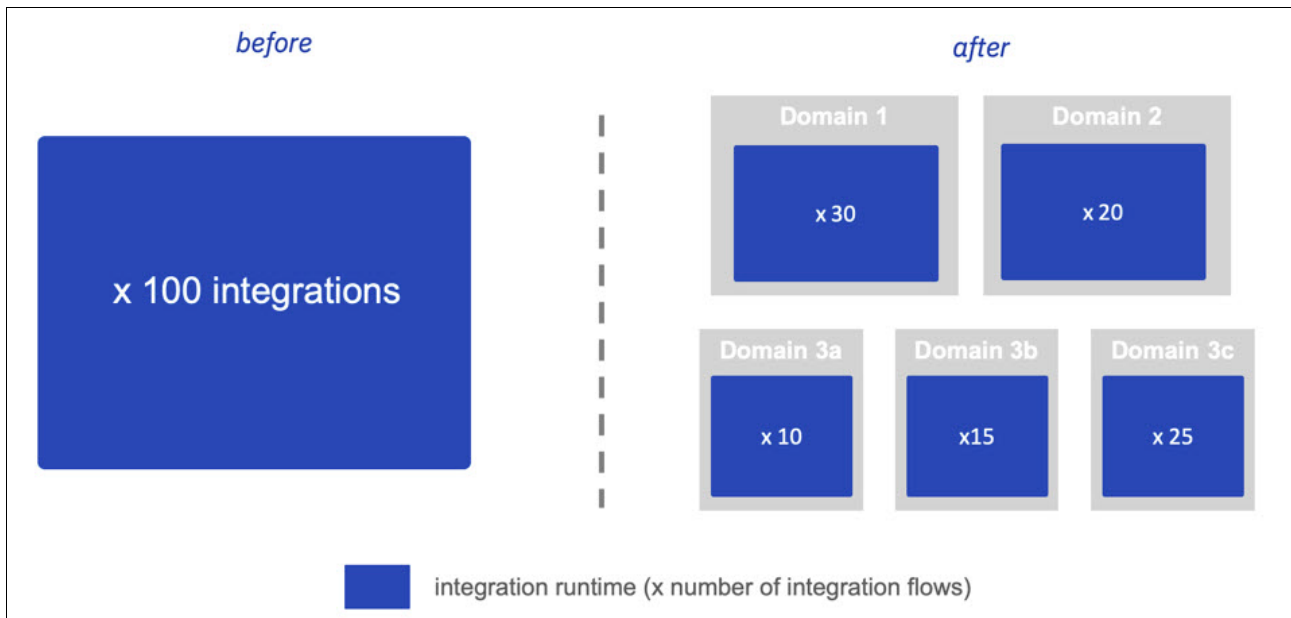 before
after
x 100 integrations
Domain 1
Domain 2
x 30
x 20
Domain 3a
Domain 3b
Domain 3c
x 10
x15
x 25
integration runtime (x number of integration flows)